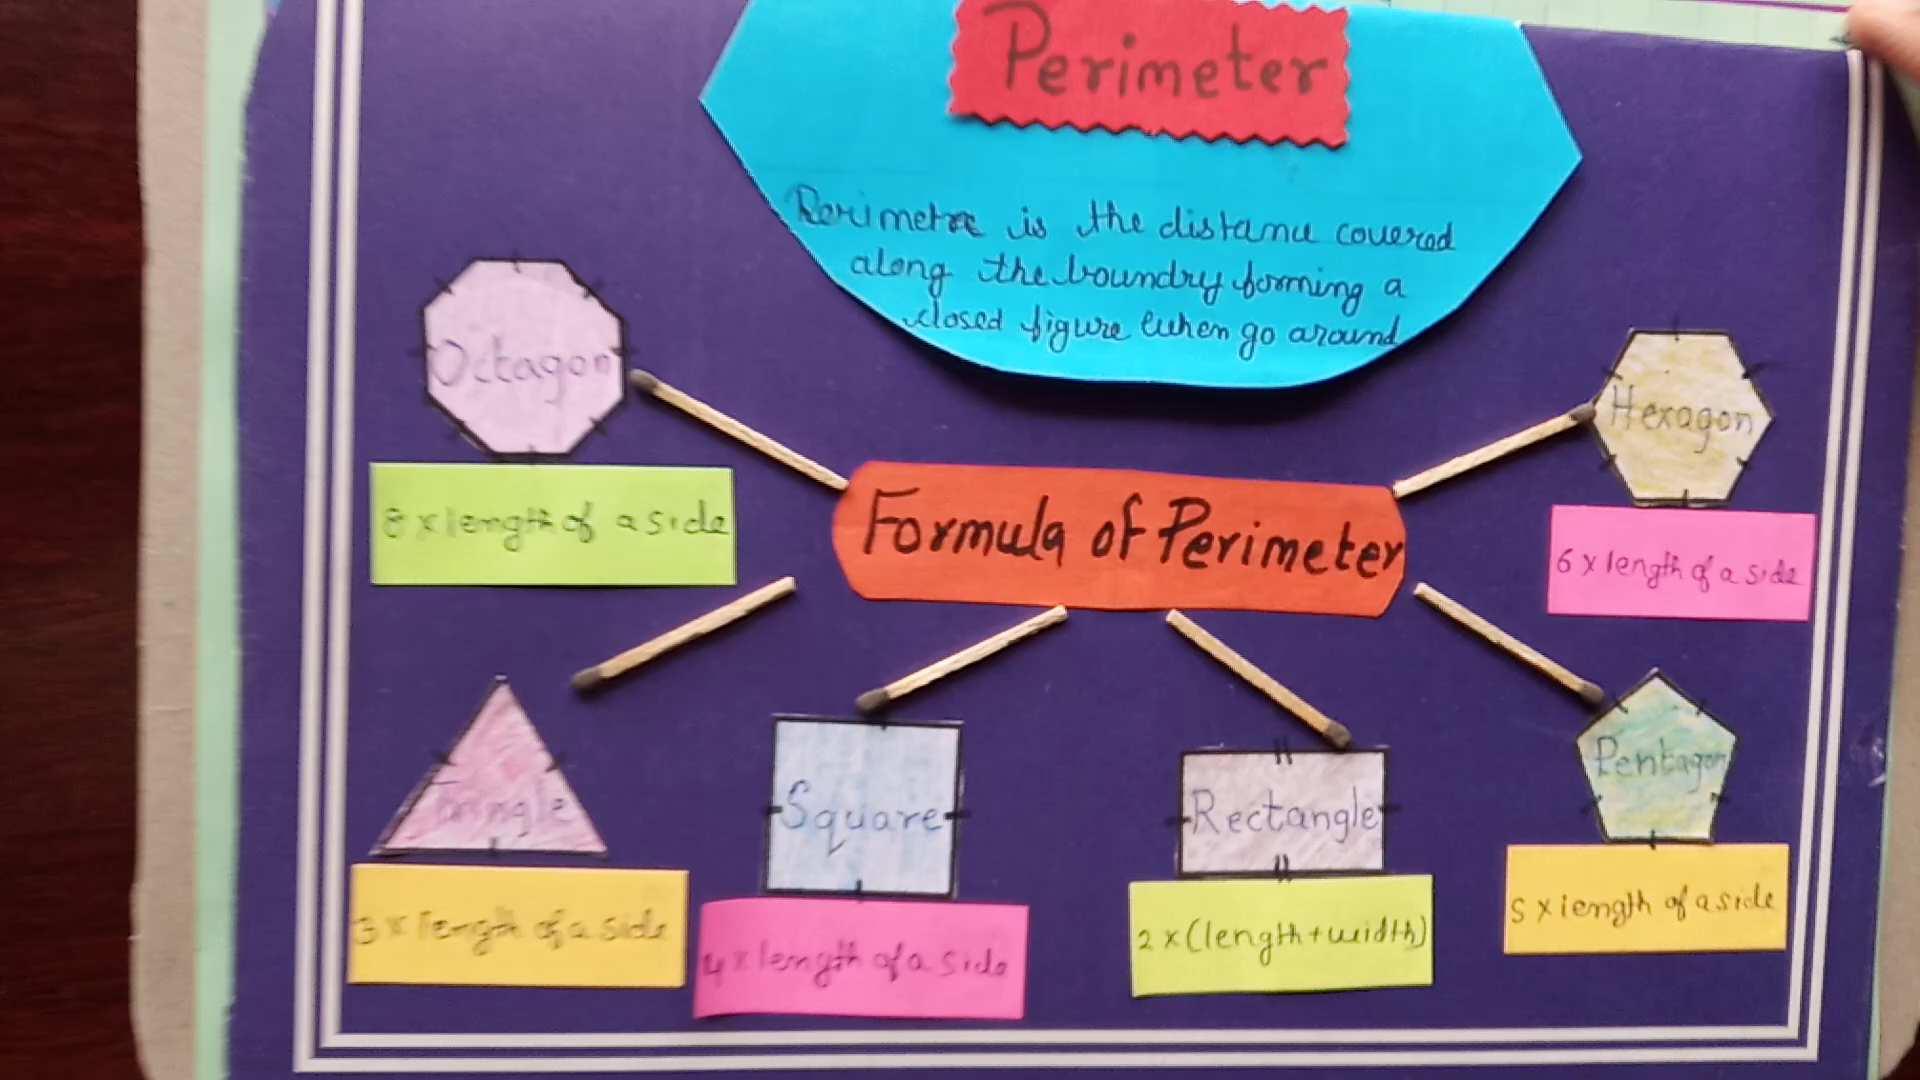 Perimeter
Perimetre is the distance covered
along the boundry forming a
closed figure when go around
Octagon
Hexagon
8 x length of a side
Formula of Perimeter
6 x length of a side
Triangle
Square
Rectangle
Pentagon
3 x length of a side
4 x length of a side
2 x (length + width)
5 x length of a side